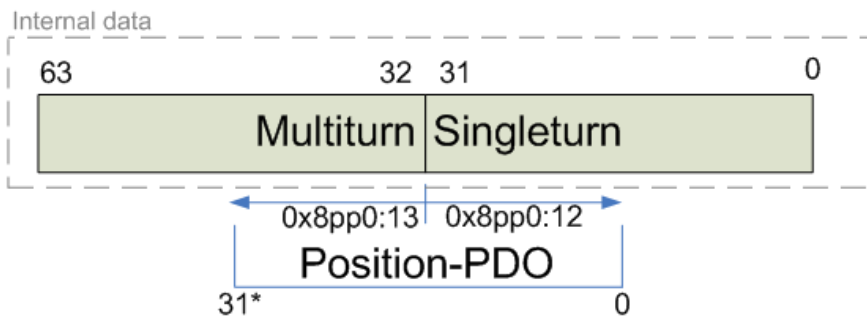 Internal data
63 32 31 0
Multiturn Singleturn
0x8pp0:13 0x8pp0:12
Position-PDO
31* 0